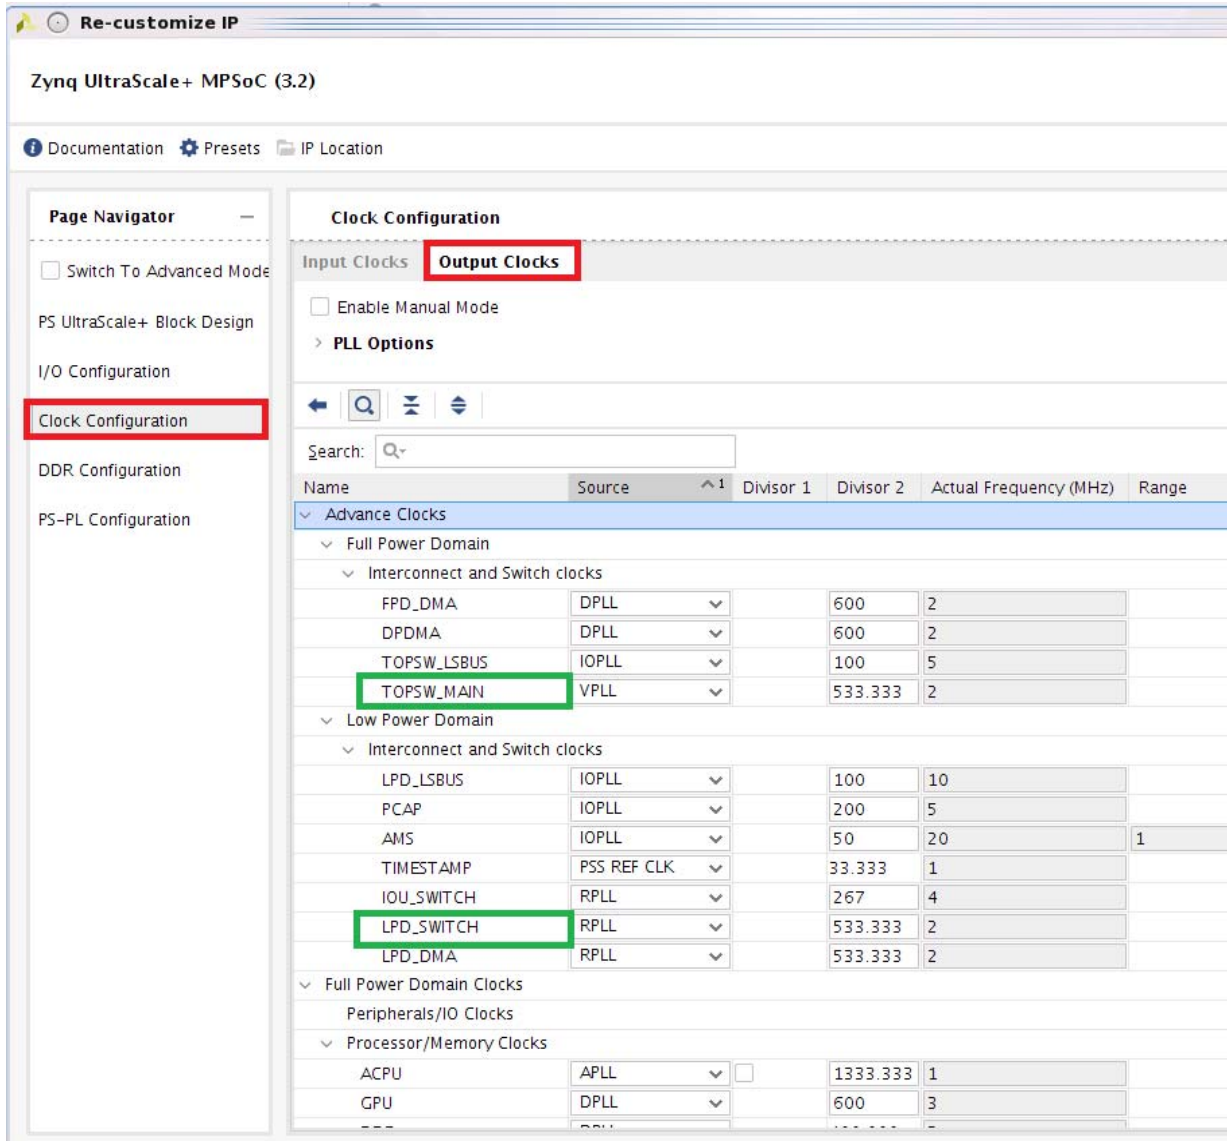 Re-customize IP
Zynq UltraScale+ MPSoC (3.2)
Documentation Presets IP Location
Page Navigator
Switch To Advanced Mode
PS UltraScale+ Block Design
I/O Configuration
Clock Configuration
DDR Configuration
PS-PL Configuration
Clock Configuration
Input Clocks Output Clocks
Enable Manual Mode
PLL Options
Search:
Name Source 1 Divisor 1 Divisor 2 Actual Frequency (MHz) Range
Advance Clocks
Full Power Domain
Interconnect and Switch clocks
FPD_DMA DPLL 600 2
DPDMA DPLL 600 2
TOPSW_LSBUS IOPLL 100 5
TOPSW_MAIN VPLL 533.333 2
Low Power Domain
Interconnect and Switch clocks
LPD_LSBUS IOPLL 100 10
PCAP IOPLL 200 5
AMS IOPLL 50 20 1
TIMESTAMP PSS REF CLK 33.333 1
IOU_SWITCH RPLL 267 4
LPD_SWITCH RPLL 533.333 2
LPD_DMA RPLL 533.333 2
Full Power Domain Clocks
Peripherals/IO Clocks
Processor/Memory Clocks
ACPU APLL 1333.333 1
GPU DPLL 600 3